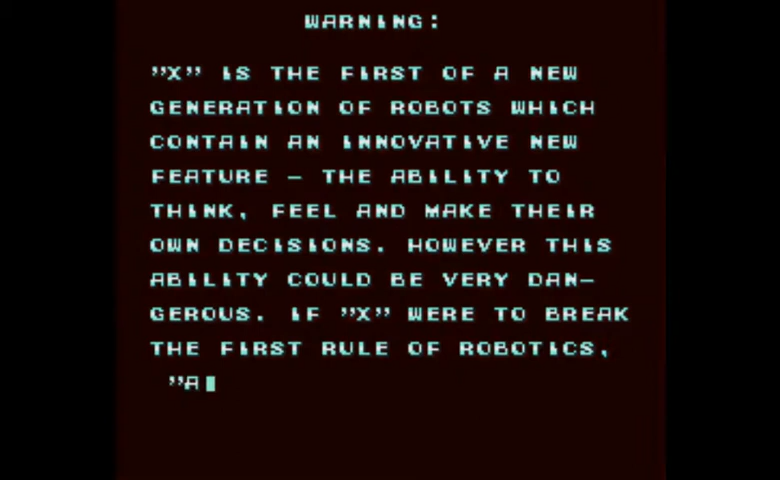 WARNING:
"X" IS THE FIRST OF A NEW
GENERATION OF ROBOTS WHICH
CONTAIN AN INNOVATIVE NEW
FEATURE – THE ABILITY TO
THINK, FEEL AND MAKE THEIR
OWN DECISIONS. HOWEVER THIS
ABILITY COULD BE VERY DAN–
GEROUS. IF "X" WERE TO BREAK
THE FIRST RULE OF ROBOTICS,
"A